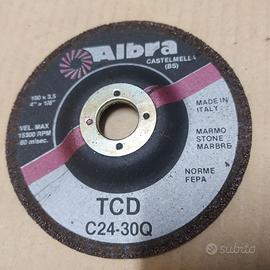 Albra
CASTELMELLA
(BS)
100 x 3,5
4" x 1/8"
VEL. MAX
15300 RPM
80 m/sec.
MADE IN
ITALY
MARMO
STONE
MARBRE
NORME
FEPA
TCD
C24-30Q
subito